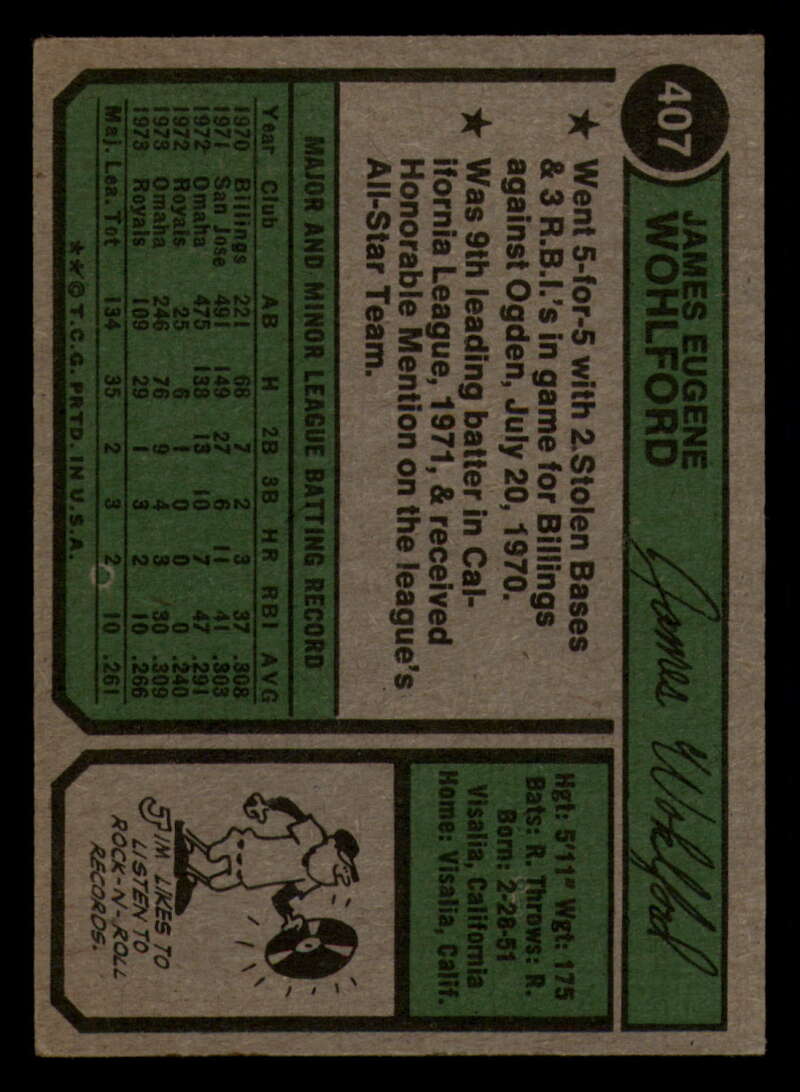 407
JAMES EUGENE
WOHLFORD
James Wohlford
★ Went 5-for-5 with 2 Stolen Bases
& 3 R.B.I.'s in game for Billings
against Ogden, July 20, 1970.
★ Was 9th leading batter in Cal-
ifornia League, 1971, & received
Honorable Mention on the league's
All-Star Team.
MAJOR AND MINOR LEAGUE BATTING RECORD
Year Club AB H 2B 3B HR RBI AVG
1970 Billings 221 68 7 2 3 37 .308
1971 San Jose 491 149 27 6 11 41 .303
1972 Omaha 475 138 13 10 7 47 .291
1972 Royals 25 6 1 0 0 0 .240
1973 Omaha 246 76 9 4 3 30 .309
1973 Royals 109 29 1 3 2 10 .266
Maj. Lea. Tot 134 35 2 3 2 10 .261
★★© T.C.G. PRTD. IN U.S.A.
Hgt: 5'11" Wgt: 175
Bats: R. Throws: R.
Born: 2-28-51
Visalia, California
Home: Visalia, Calif.
JIM LIKES TO
LISTEN TO
ROCK-N-ROLL
RECORDS.